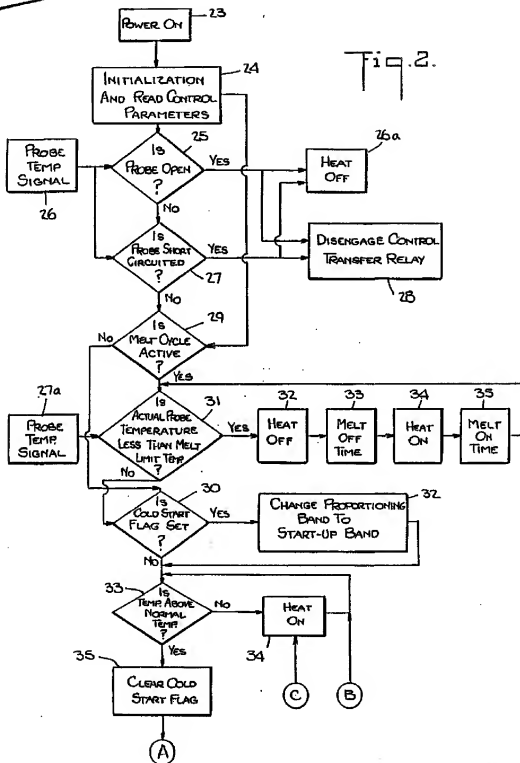 23
POWER ON
Fig.2.
24
INITIALIZATION
AND READ CONTROL
PARAMETERS
25
26a
PROBE
TEMP
SIGNAL
26
IS
PROBE OPEN
?
YES
HEAT
OFF
NO
IS
PROBE SHORT
CIRCUITED
?
YES
27
DISENGAGE CONTROL
TRANSFER RELAY
28
NO
29
NO
IS
MELT CYCLE
ACTIVE
?
YES
27a
PROBE
TEMP.
SIGNAL
31
IS
ACTUAL PROBE
TEMPERATURE
LESS THAN MELT
LIMIT TEMP.
?
YES
32
HEAT
OFF
33
MELT
OFF
TIME
34
HEAT
ON
35
MELT
ON
TIME
NO
30
IS
COLD START
FLAG SET
?
YES
32
CHANGE PROPORTIONING
BAND TO
START-UP BAND
NO
33
IS
TEMP. ABOVE
NORMAL
TEMP.
?
NO
HEAT
ON
34
YES
35
CLEAR COLD
START FLAG
C
B
A